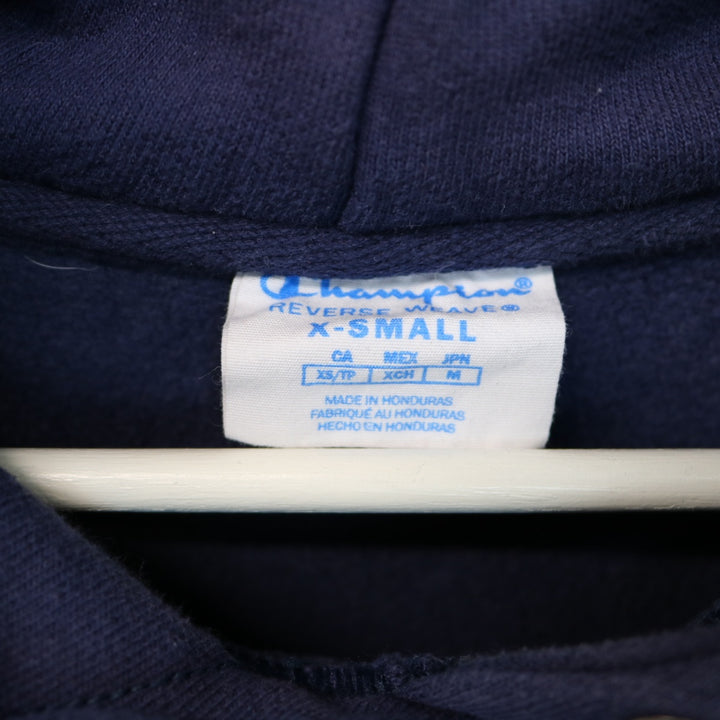 Champion®
REVERSE WEAVE®
X-SMALL
CA MEX JPN
XS/TP XCH M
MADE IN HONDURAS
FABRIQUÉ AU HONDURAS
HECHO EN HONDURAS